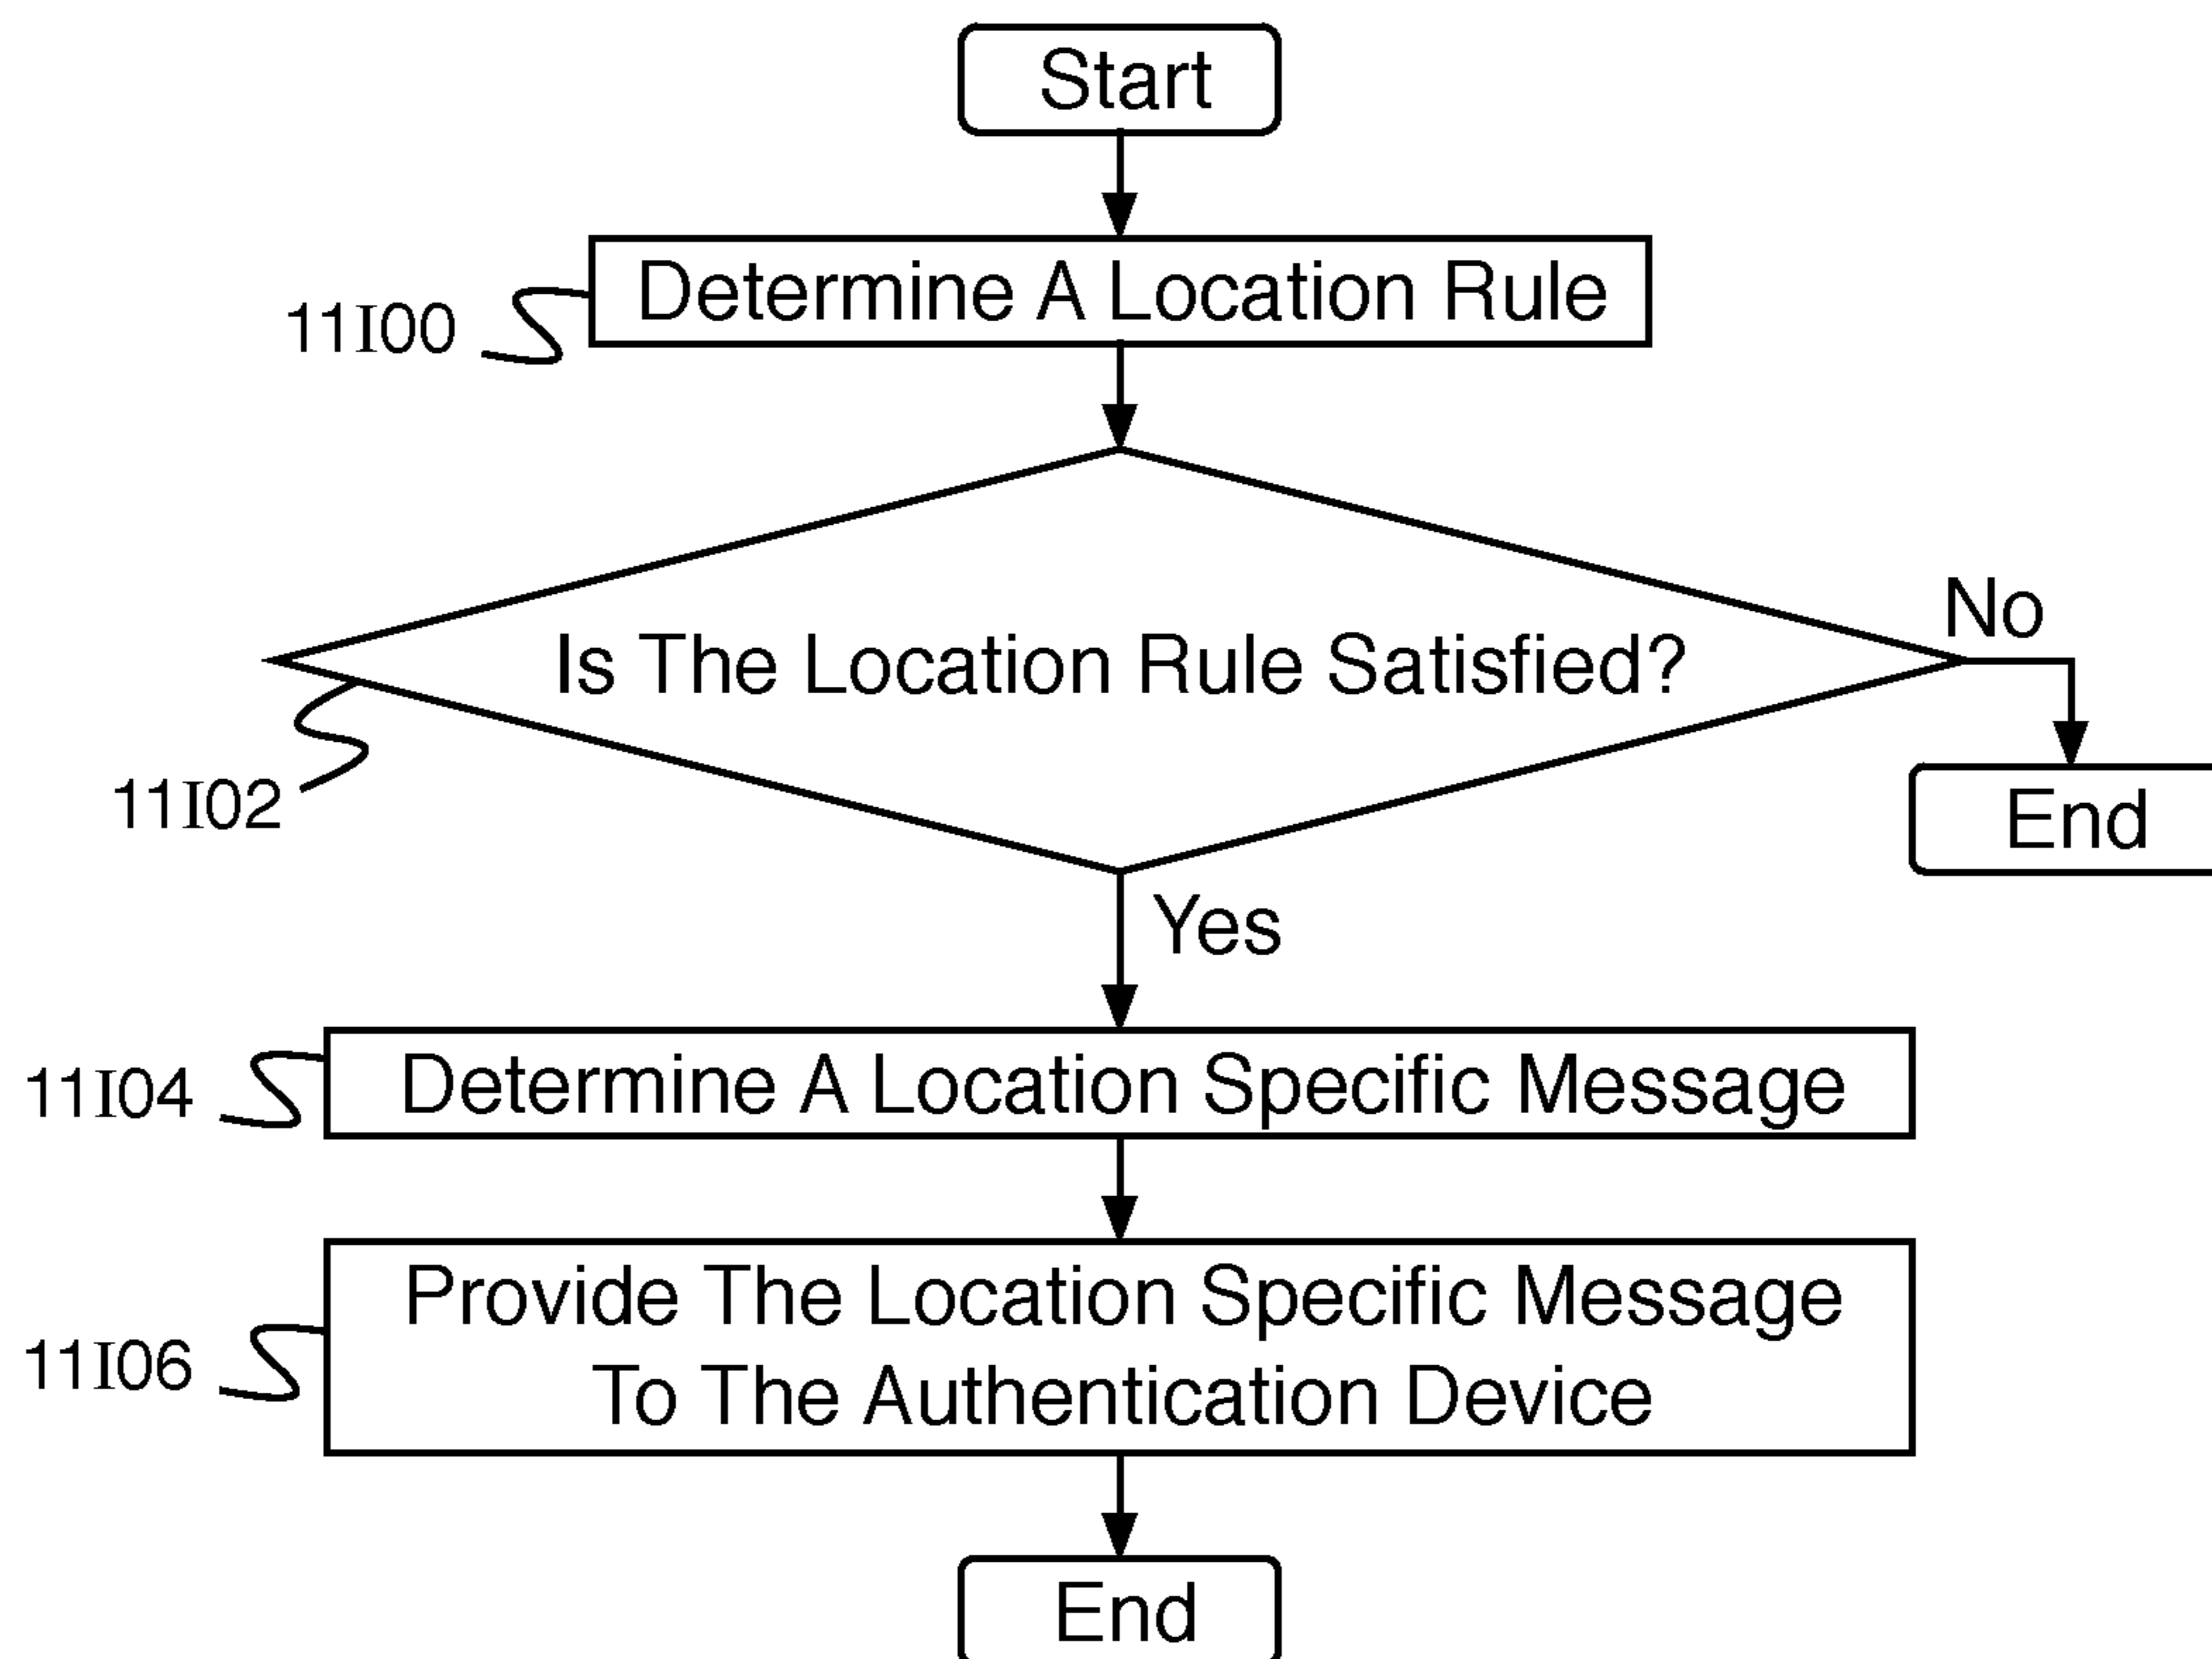 Start
Determine A Location Rule
11I00
Is The Location Rule Satisfied?
No
11I02
End
Yes
Determine A Location Specific Message
11I04
Provide The Location Specific Message
To The Authentication Device
11I06
End